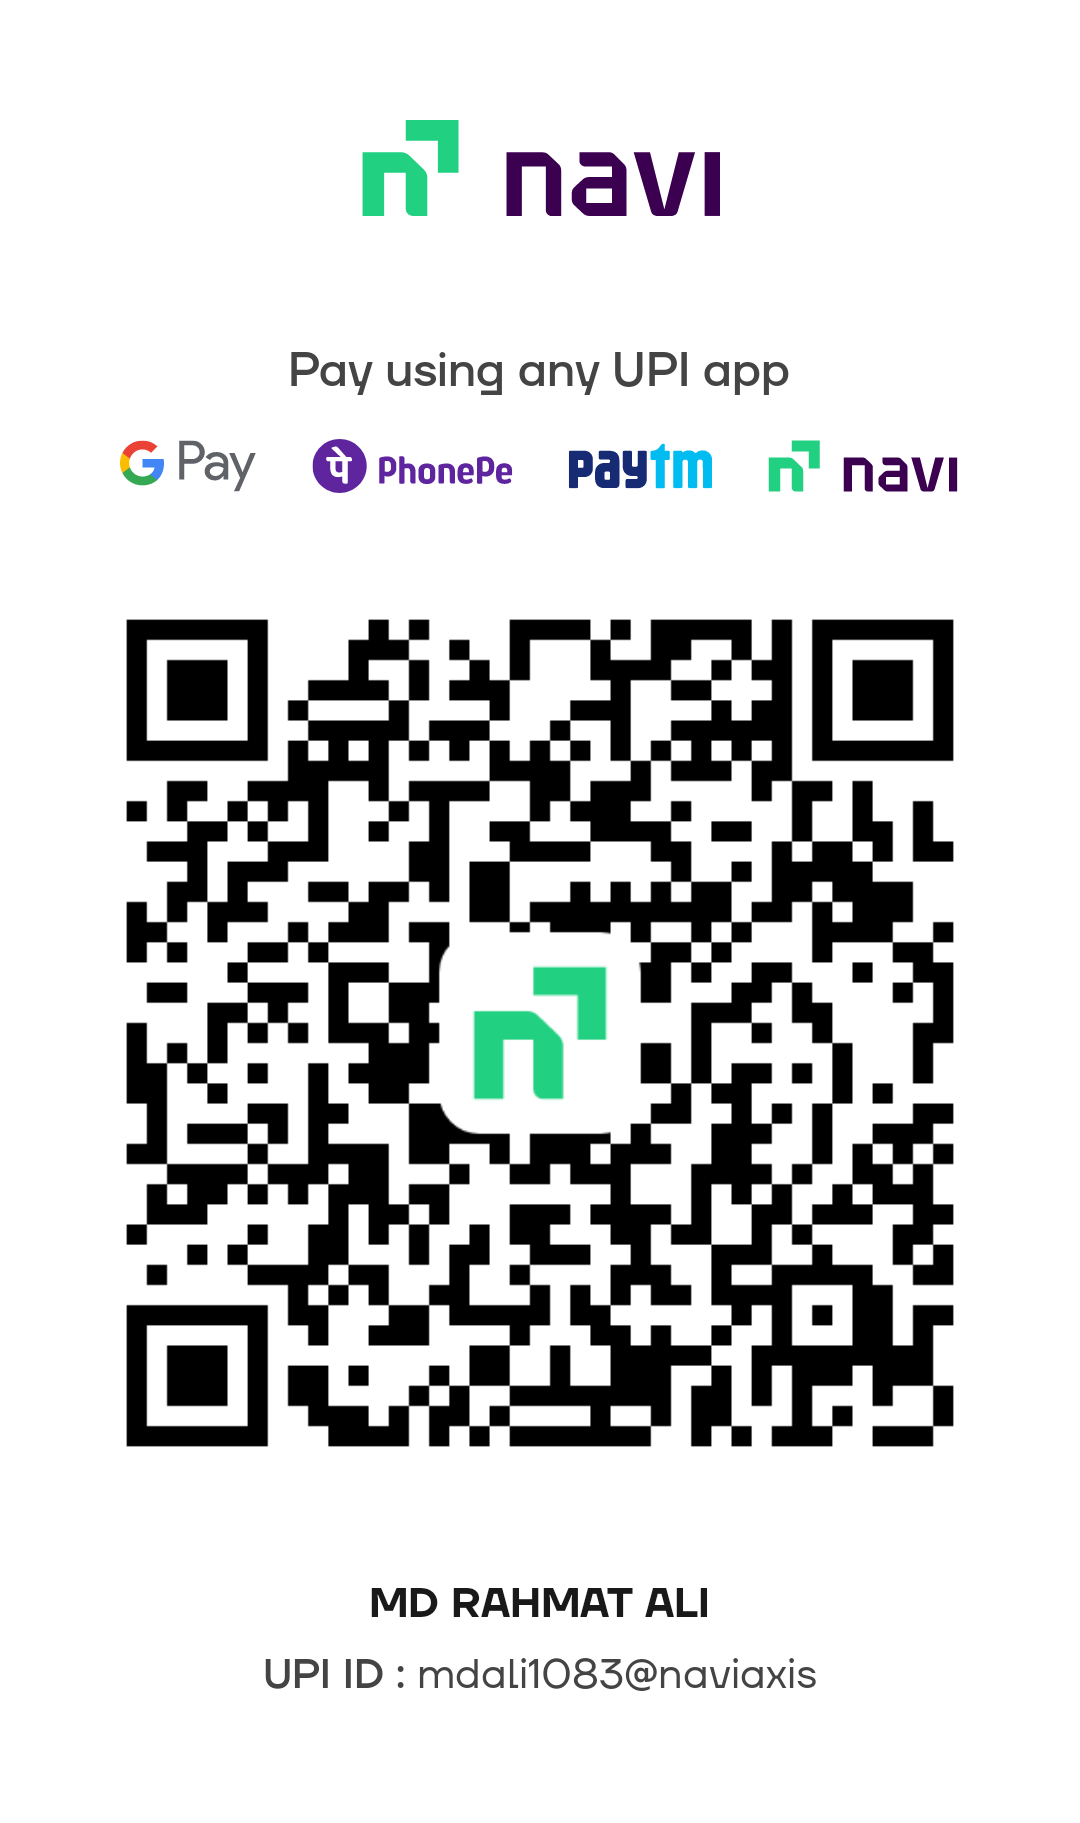 navi
Pay using any UPI app
G Pay पे PhonePe paytm navi
MD RAHMAT ALI
UPI ID : mdali1083@naviaxis